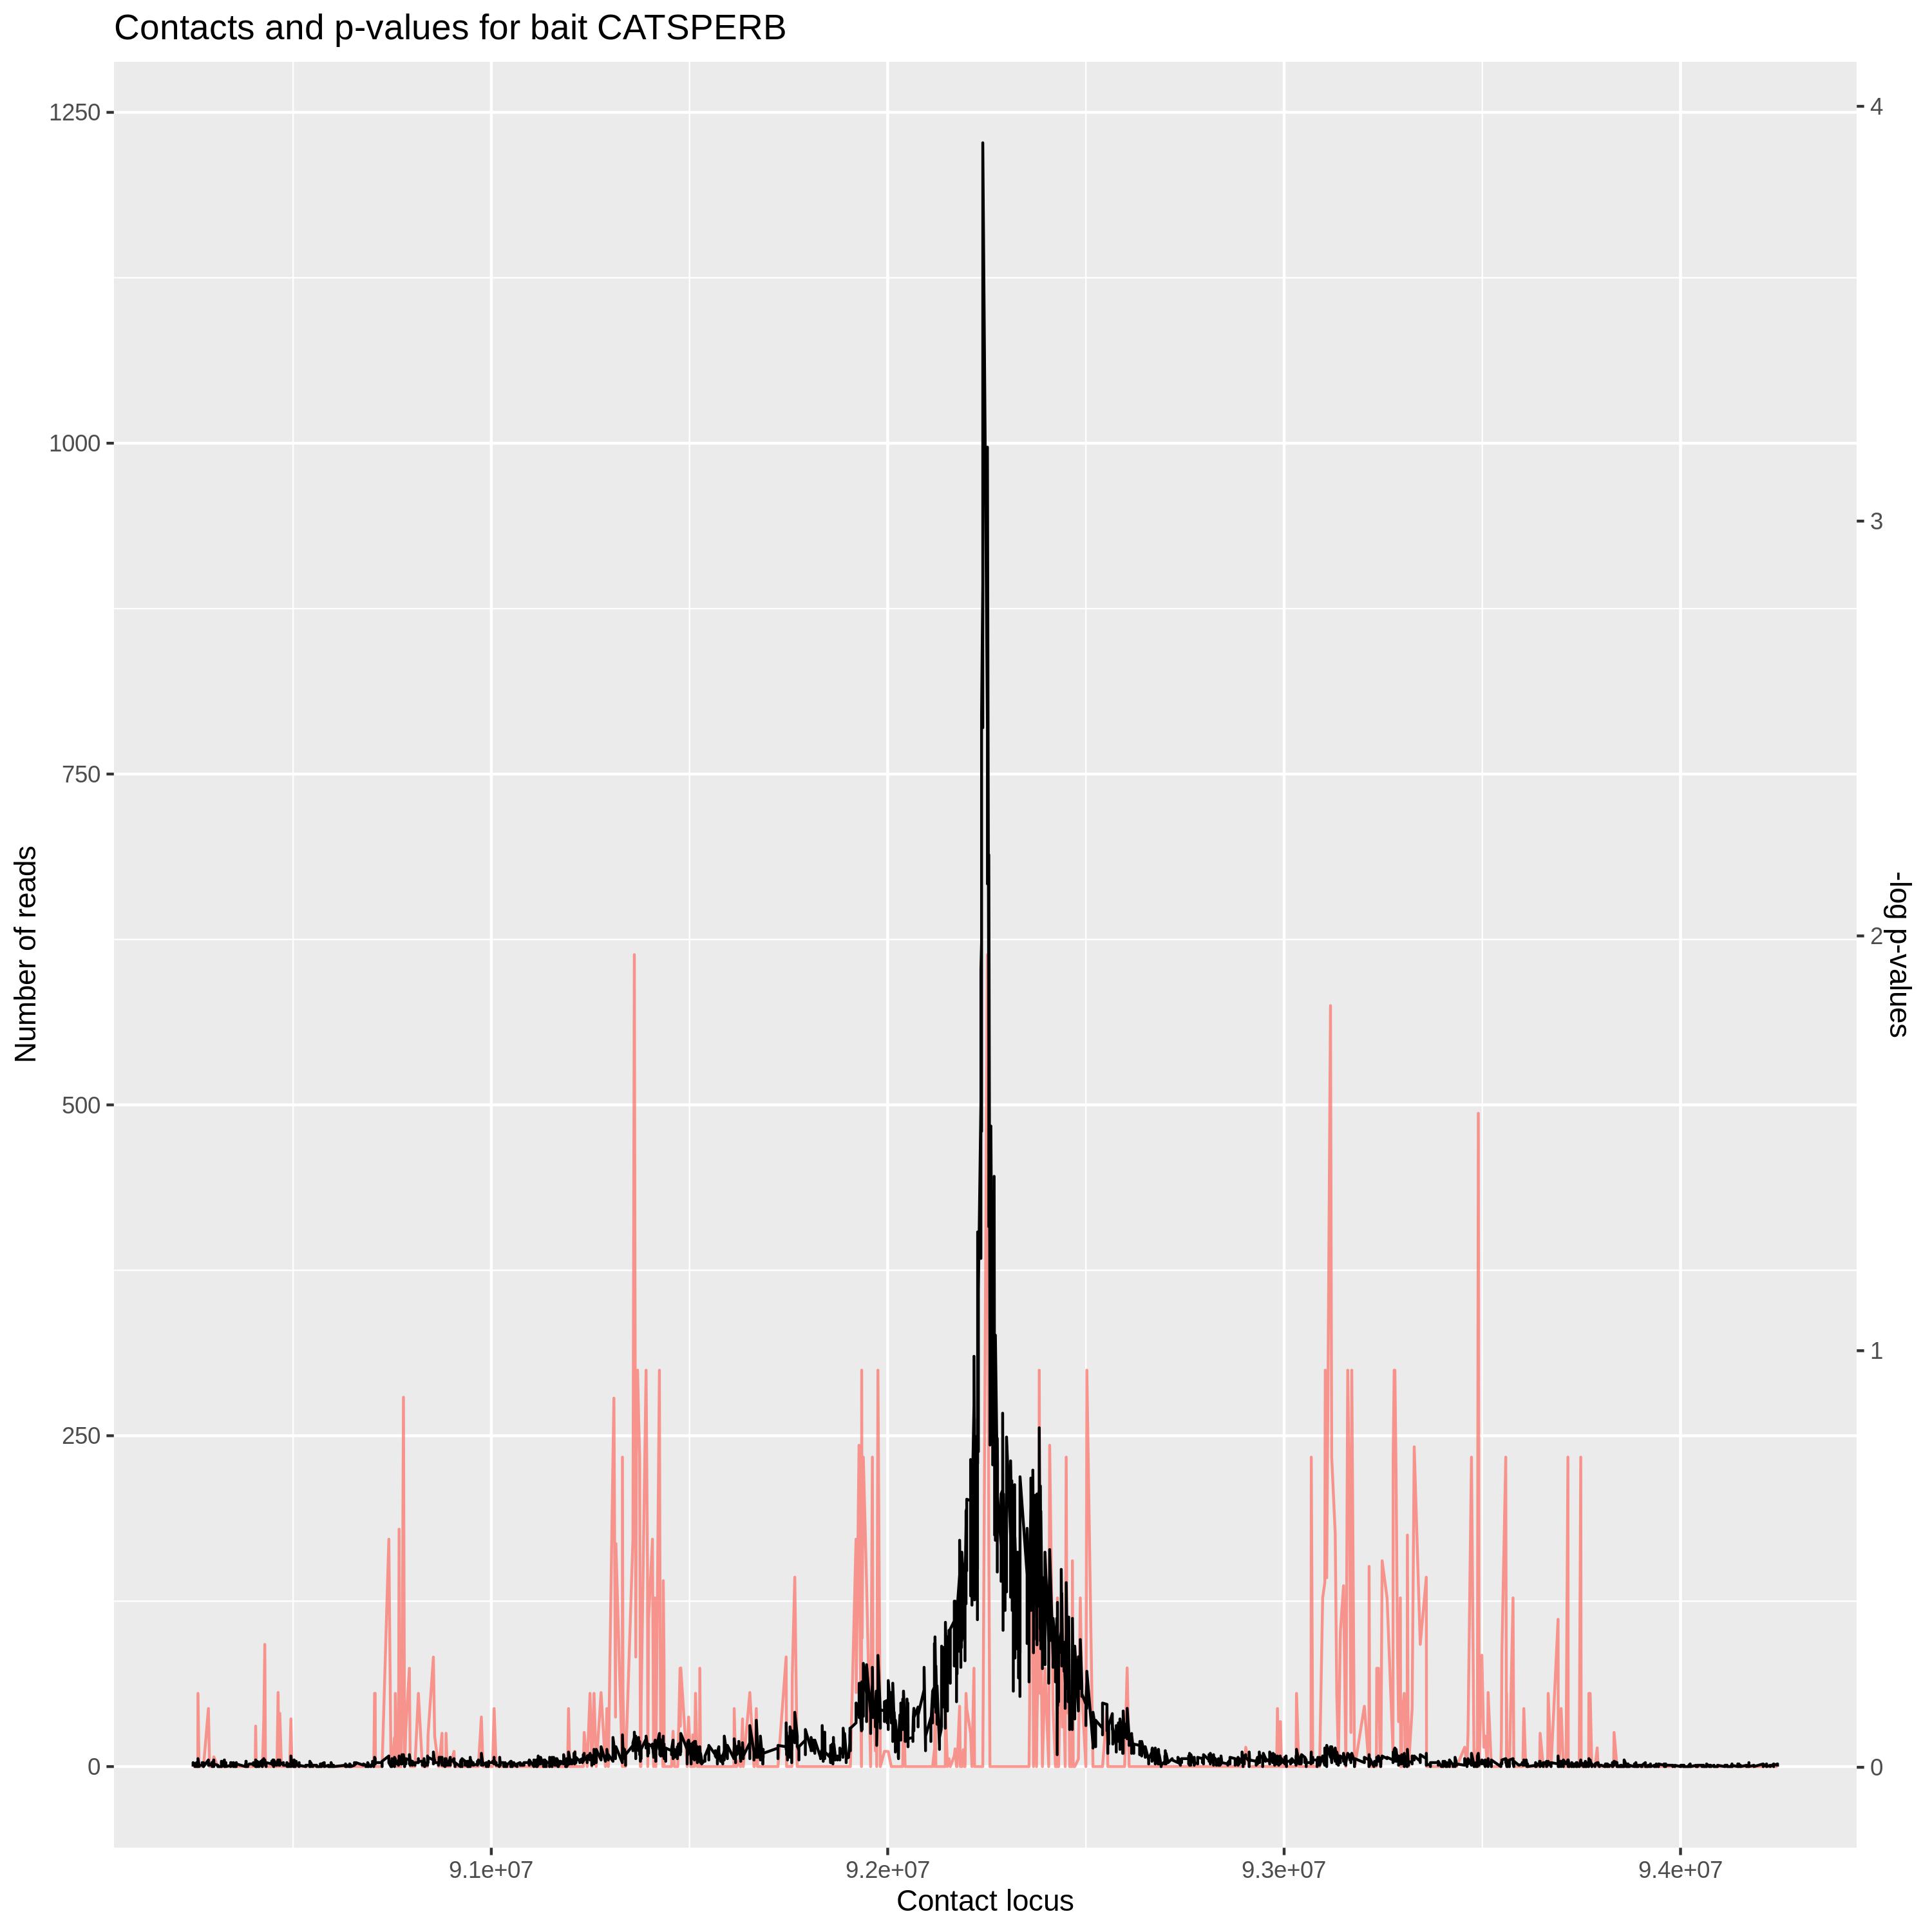 Contacts and p-values for bait CATSPERB
1250
1000
750
500
250
0
4
3
2
1
0
Number of reads
-log p-values
9.1e+07
9.2e+07
9.3e+07
9.4e+07
Contact locus